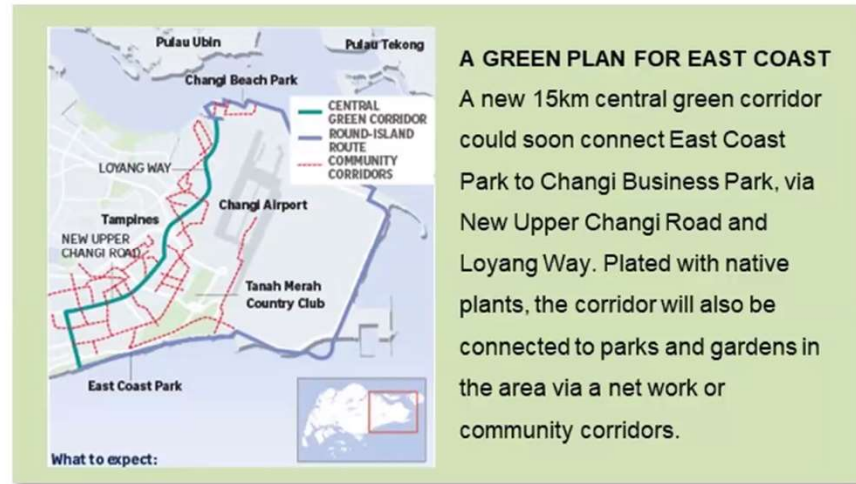 Pulau Ubin
Pulau Tekong
Changi Beach Park
CENTRAL
GREEN CORRIDOR
ROUND-ISLAND
ROUTE
COMMUNITY
CORRIDORS
LOYANG WAY
Changi Airport
Tampines
NEW UPPER
CHANGI ROAD
Tanah Merah
Country Club
East Coast Park
What to expect:
A GREEN PLAN FOR EAST COAST
A new 15km central green corridor
could soon connect East Coast
Park to Changi Business Park, via
New Upper Changi Road and
Loyang Way. Plated with native
plants, the corridor will also be
connected to parks and gardens in
the area via a net work or
community corridors.